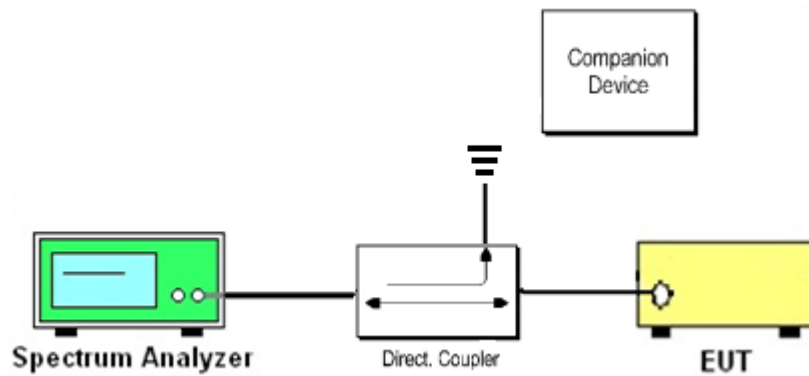 Companion
Device
Spectrum Analyzer
Direct. Coupler
EUT